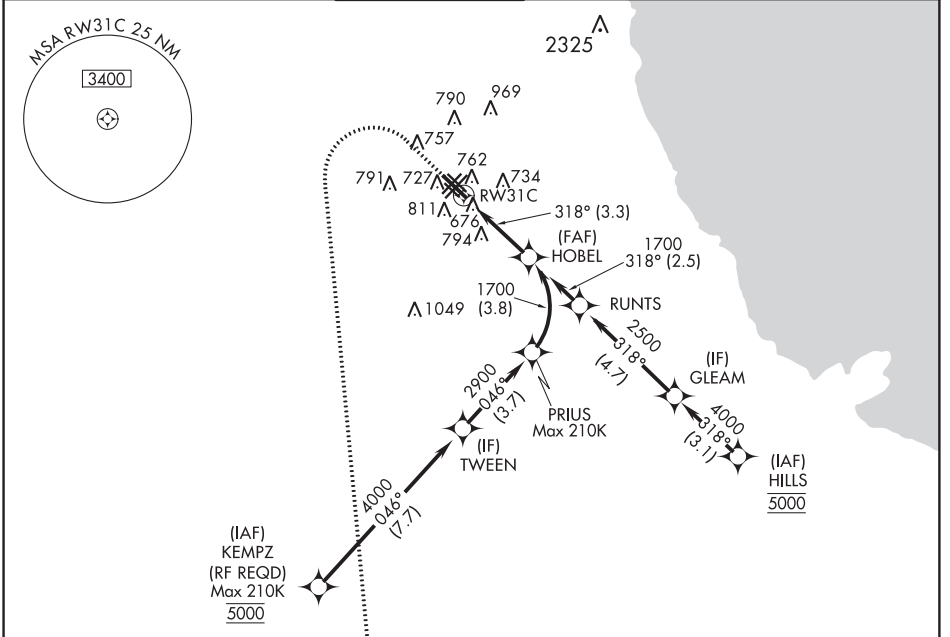 MSA RW31C 25 NM
3400
2325
969
790
757
762
791
727
734
RW31C
811
676
794
318° (3.3)
(FAF)
HOBEL
1700
318° (2.5)
RUNTS
1700
(3.8)
1049
2500
318°
(4.7)
(IF)
GLEAM
2900
046°
(3.7)
PRIUS
Max 210K
4000
318°
(3.1)
(IF)
TWEEN
(IAF)
HILLS
5000
4000
046°
(7.7)
(IAF)
KEMPZ
(RF REQD)
Max 210K
5000